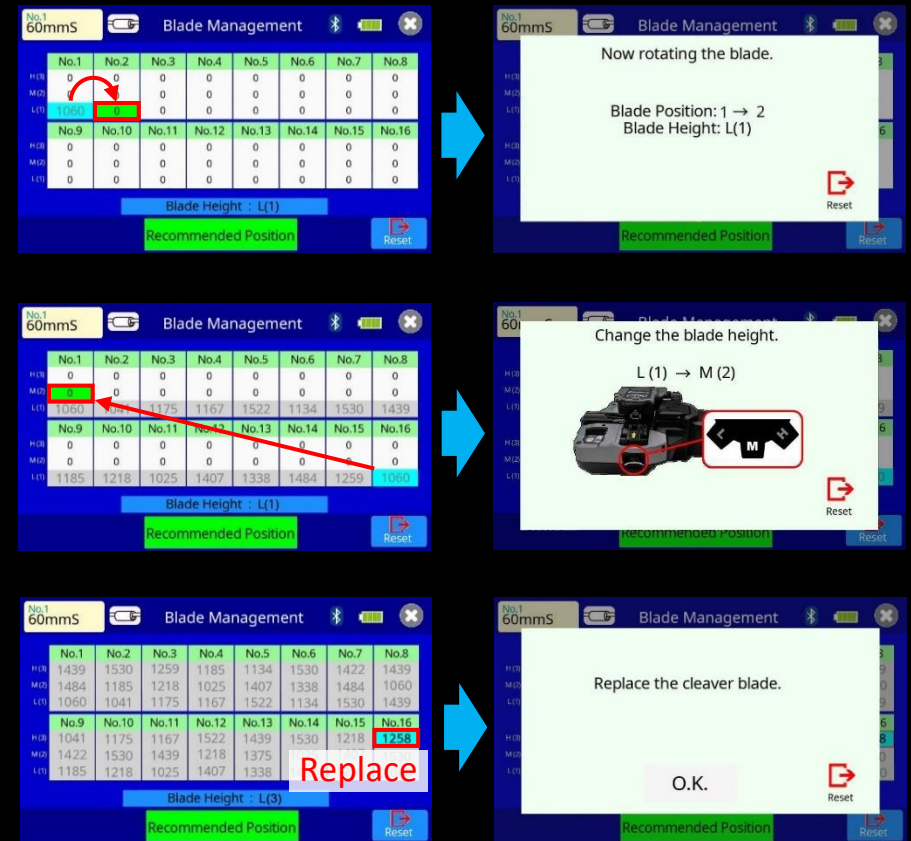 No.1
60mmS
Blade Management
No.1 No.2 No.3 No.4 No.5 No.6 No.7 No.8
H(3) 0 0 0 0 0 0 0 0
M(2) 0 0 0 0 0 0
L(1) 1060 0 0 0 0 0 0 0
No.9 No.10 No.11 No.12 No.13 No.14 No.15 No.16
H(3) 0 0 0 0 0 0 0 0
M(2) 0 0 0 0 0 0 0 0
L(1) 0 0 0 0 0 0 0 0
Blade Height : L(1)
Recommended Position
Reset
No.1
60mmS
Blade Management
Now rotating the blade.
Blade Position: 1 → 2
Blade Height: L(1)
Reset
Recommended Position
Reset
No.1
60mmS
Blade Management
No.1 No.2 No.3 No.4 No.5 No.6 No.7 No.8
H(3) 0 0 0 0 0 0 0 0
M(2) 0 0 0 0 0 0 0 0
L(1) 1060 1041 1175 1167 1522 1134 1530 1439
No.9 No.10 No.11 No.12 No.13 No.14 No.15 No.16
H(3) 0 0 0 0 0 0 0 0
M(2) 0 0 0 0 0 0 0 0
L(1) 1185 1218 1025 1407 1338 1484 1259 1060
Blade Height : L(1)
Recommended Position
Reset
No.1
Change the blade height.
L (1) → M (2)
L M H
Reset
Recommended Position
Reset
No.1
60mmS
Blade Management
No.1 No.2 No.3 No.4 No.5 No.6 No.7 No.8
H(3) 1439 1530 1259 1185 1134 1530 1422 1439
M(2) 1484 1185 1218 1025 1407 1338 1484 1060
L(1) 1060 1041 1175 1167 1522 1134 1530 1439
No.9 No.10 No.11 No.12 No.13 No.14 No.15 No.16
H(3) 1041 1175 1167 1522 1439 1530 1218 1258
M(2) 1422 1530 1439 1218 1375
L(1) 1185 1218 1025 1407 1338
Replace
Blade Height : L(3)
Recommended Position
Reset
No.1
60mmS
Blade Management
Replace the cleaver blade.
O.K.
Reset
Recommended Position
Reset